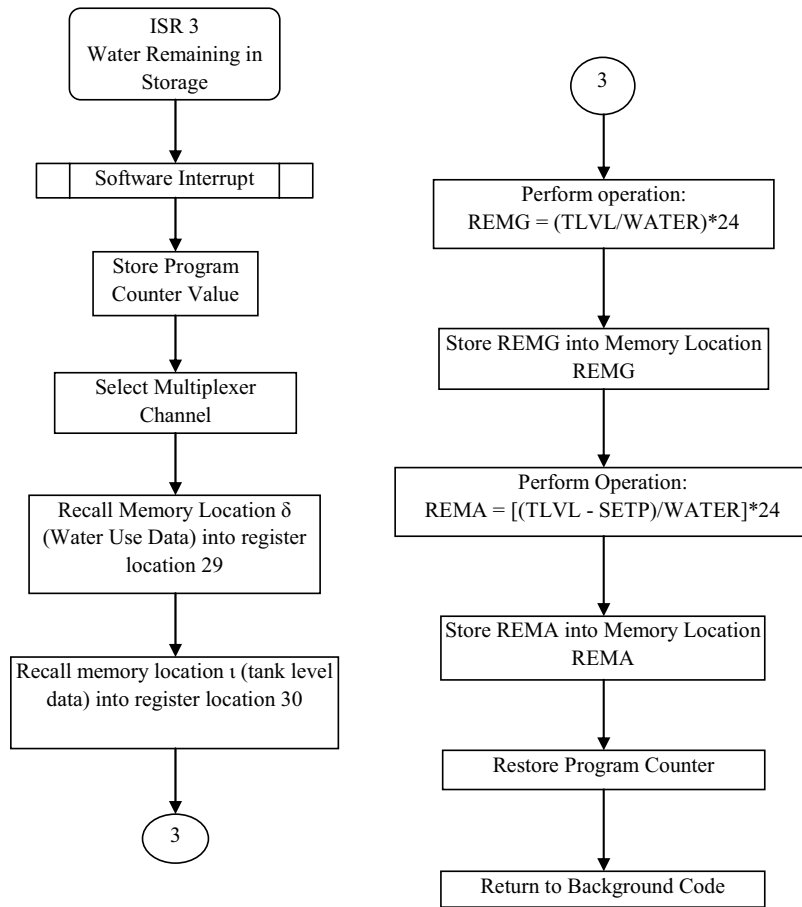 ISR 3
Water Remaining in
Storage
Software Interrupt
Store Program
Counter Value
Select Multiplexer
Channel
Recall Memory Location δ
(Water Use Data) into register
location 29
Recall memory location ι (tank level
data) into register location 30
3
3
Perform operation:
REMG = (TLVL/WATER)*24
Store REMG into Memory Location
REMG
Perform Operation:
REMA = [(TLVL - SETP)/WATER]*24
Store REMA into Memory Location
REMA
Restore Program Counter
Return to Background Code